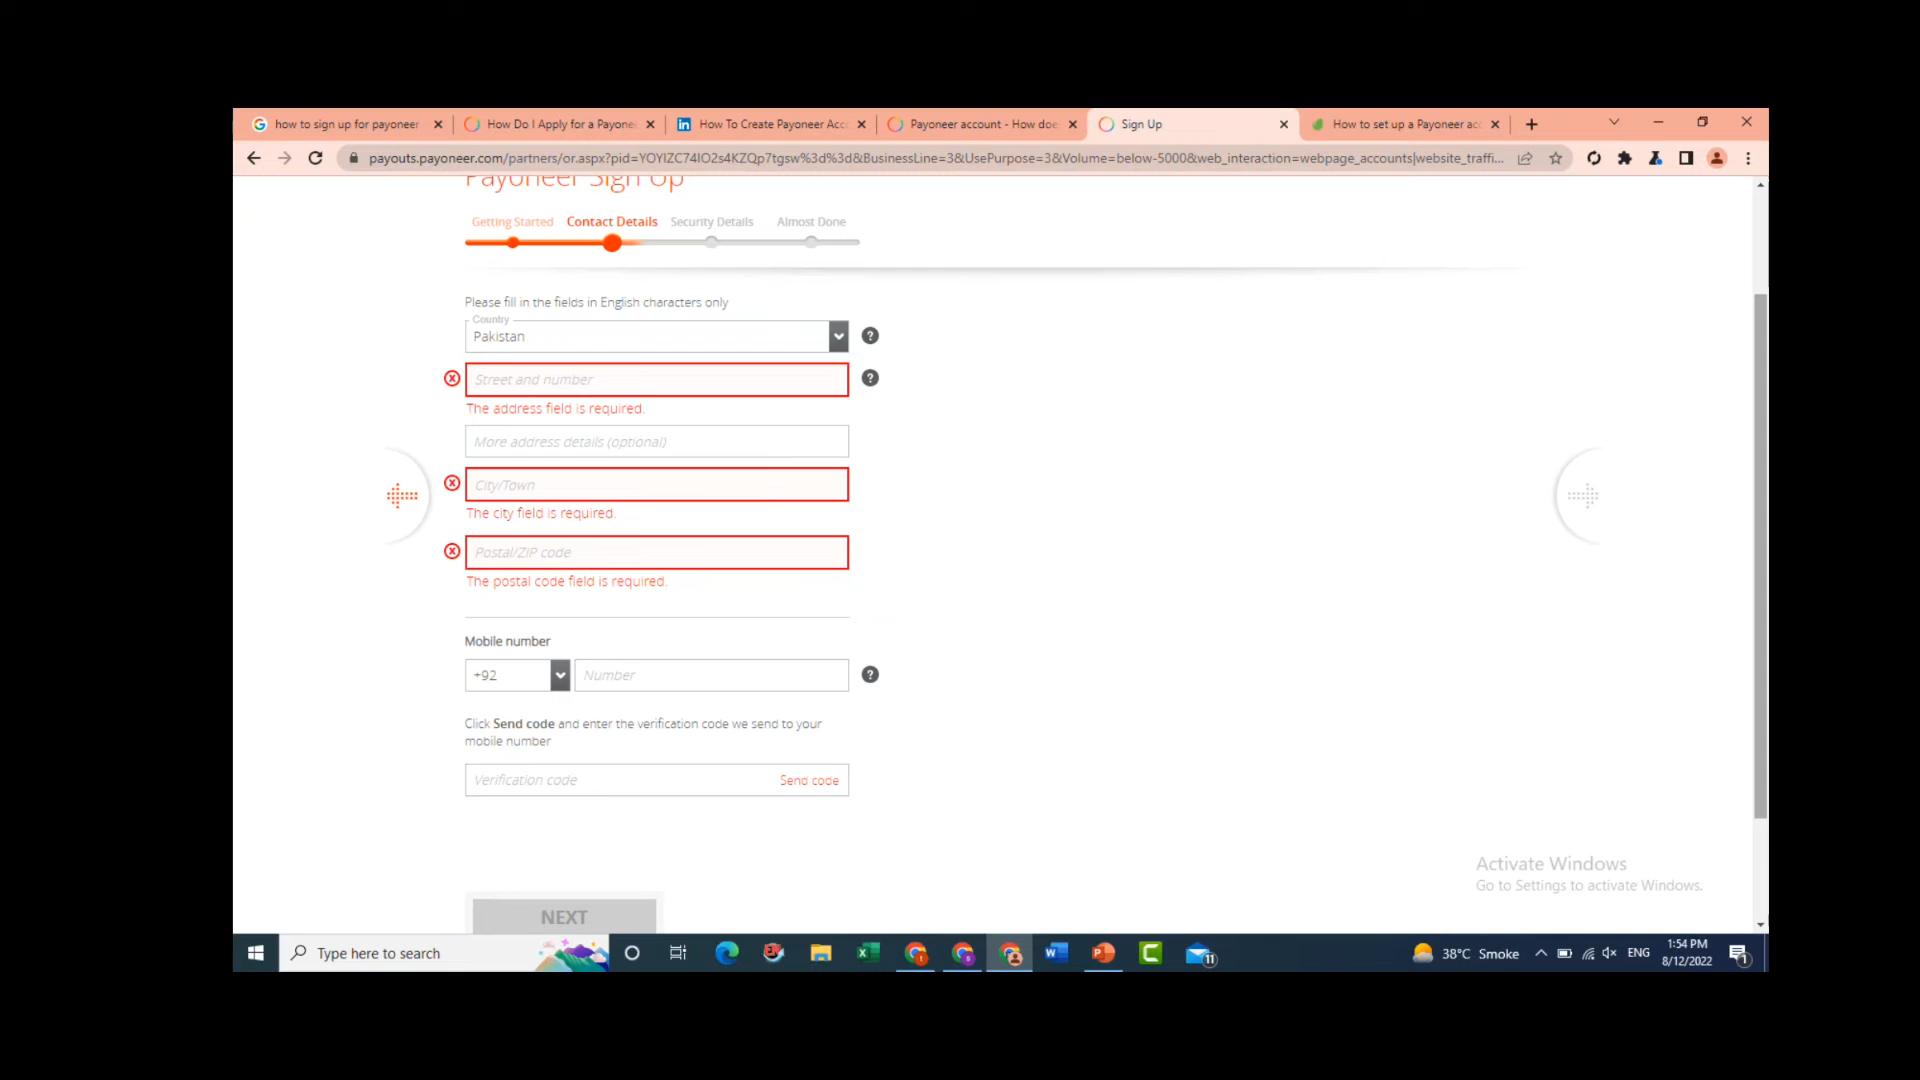 how to sign up for payoneer
How Do I Apply for a Payone
How To Create Payoneer Acc
Payoneer account - How doe
Sign Up
How to set up a Payoneer acc
payouts.payoneer.com/partners/or.aspx?pid=YOYIZC74IO2s4KZQp7tgsw%3d%3d&BusinessLine=3&UsePurpose=3&Volume=below-5000&web_interaction=webpage_accounts|website_traffi...
Payoneer Sign Up
Getting Started Contact Details Security Details Almost Done
Please fill in the fields in English characters only
Country
Pakistan
Street and number
The address field is required.
More address details (optional)
City/Town
The city field is required.
Postal/ZIP code
The postal code field is required.
Mobile number
+92 Number
Click Send code and enter the verification code we send to your
mobile number
Verification code Send code
NEXT
Activate Windows
Go to Settings to activate Windows.
Type here to search
11
38°C Smoke
ENG
1:54 PM
8/12/2022
1